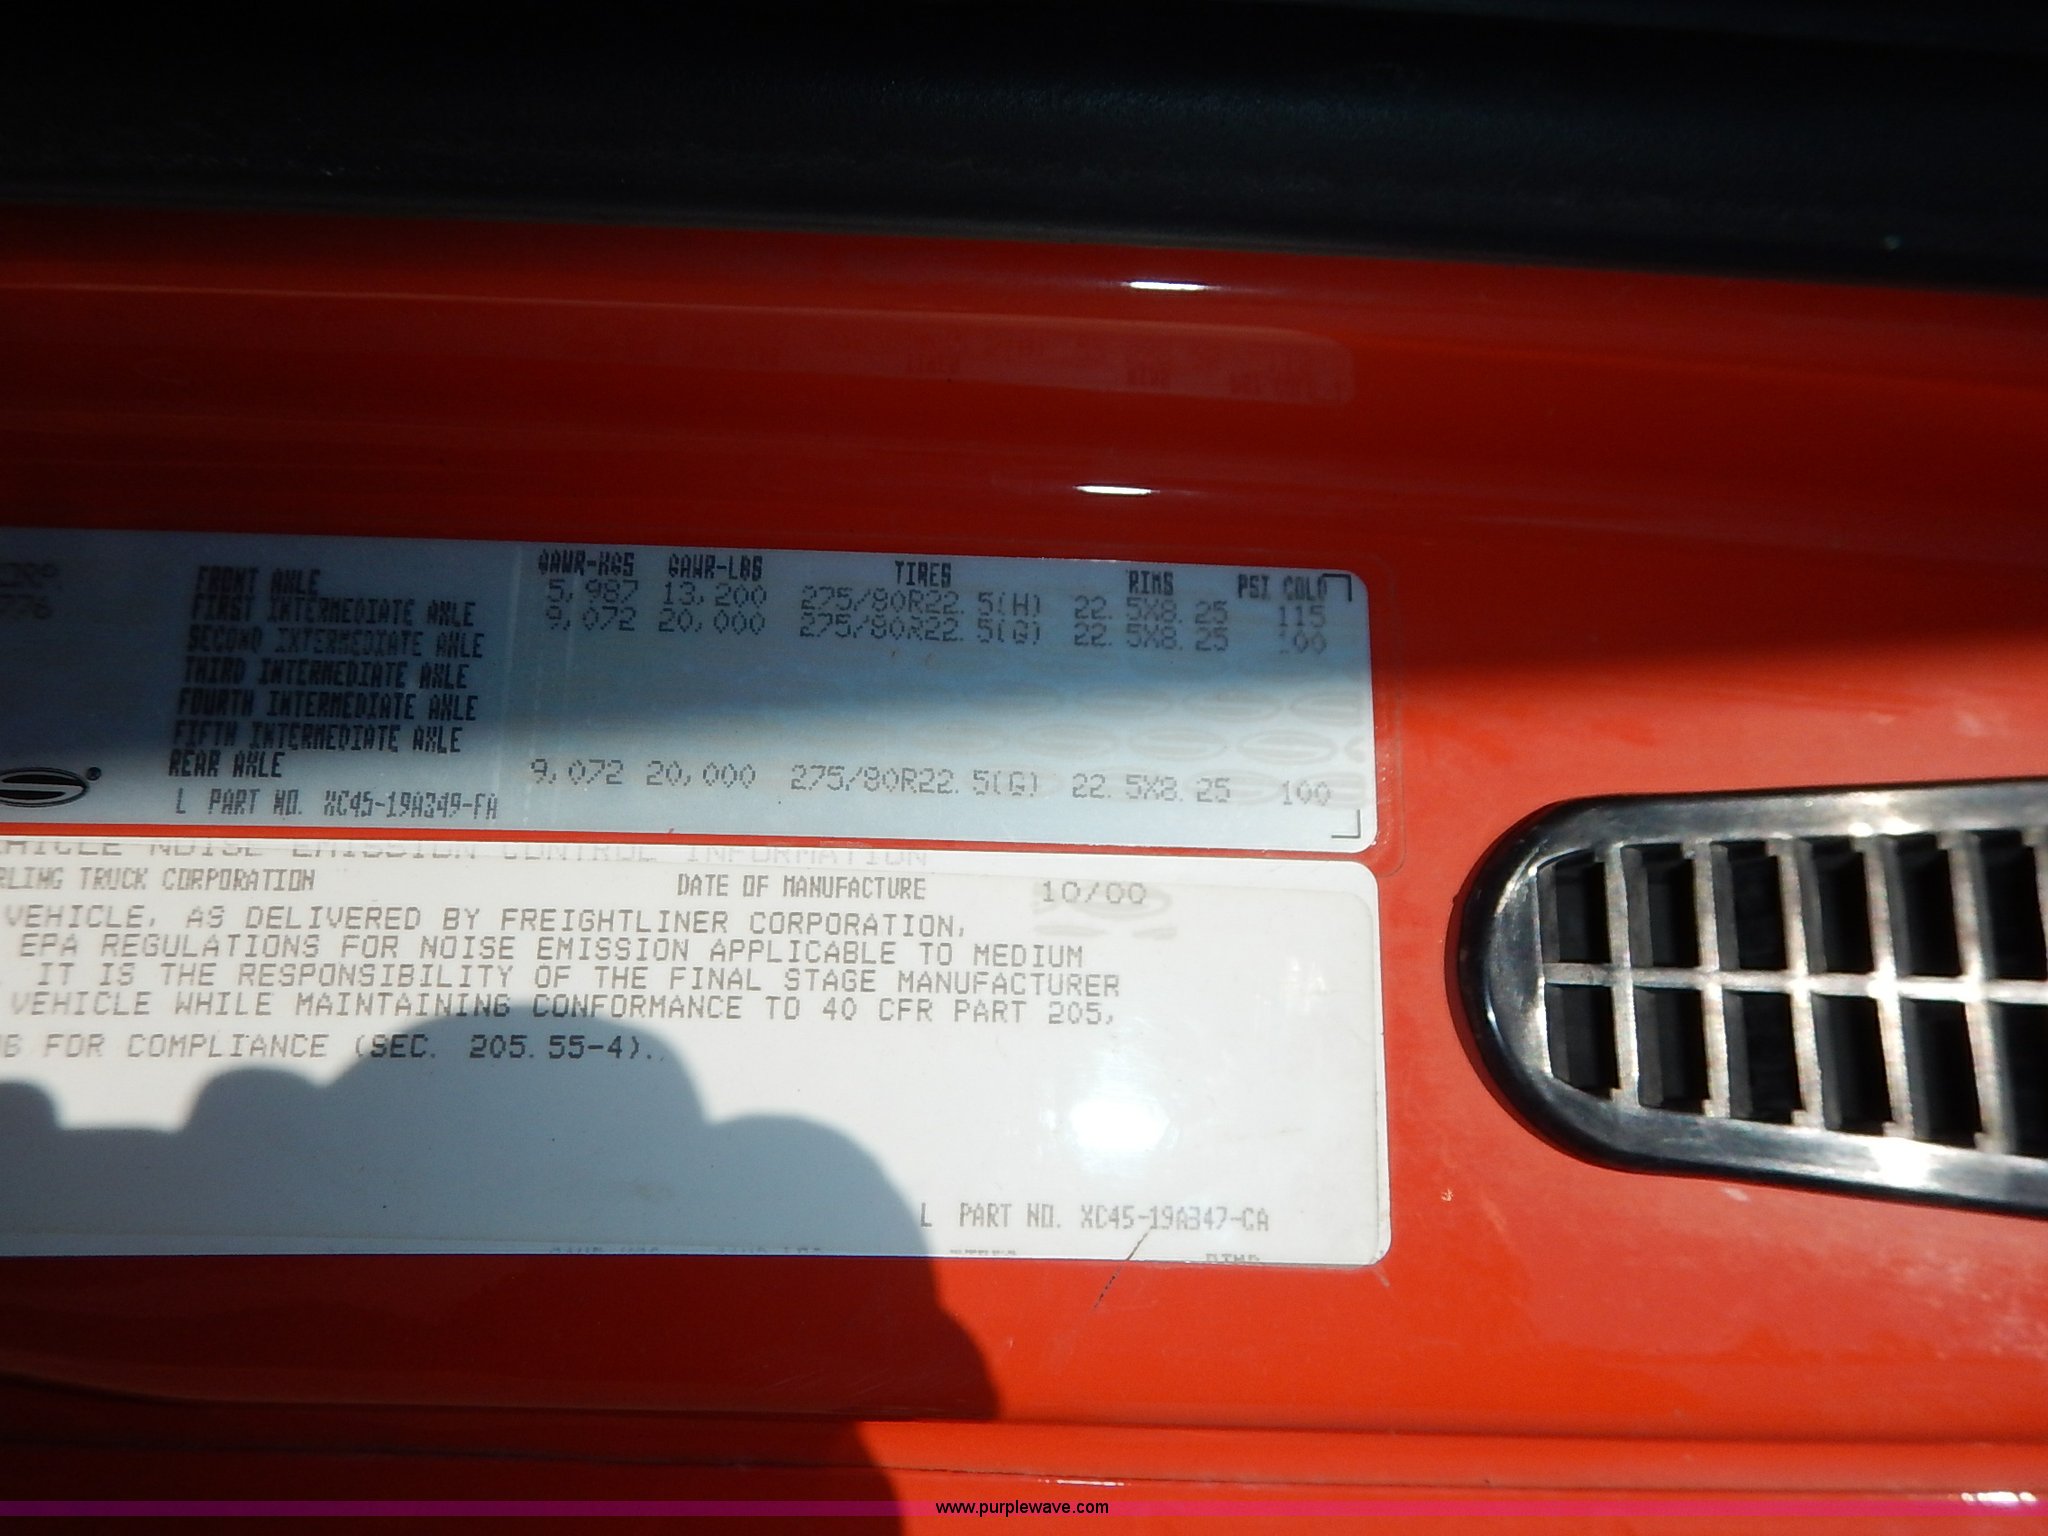 GAWR-KGS GAWR-LBS TIRES RIMS PSI COLD
FRONT AXLE 5,987 13,200 275/80R22.5(H) 22.5X8.25 115
FIRST INTERMEDIATE AXLE 9,072 20,000 275/80R22.5(G) 22.5X8.25 100
SECOND INTERMEDIATE AXLE
THIRD INTERMEDIATE AXLE
FOURTH INTERMEDIATE AXLE
FIFTH INTERMEDIATE AXLE
REAR AXLE 9,072 20,000 275/80R22.5(G) 22.5X8.25 100
L PART NO. XC45-19A349-FA
EHICLE NOISE EMISSION CONTROL INFORMATION
RLING TRUCK CORPORATION DATE OF MANUFACTURE 10/00
VEHICLE, AS DELIVERED BY FREIGHTLINER CORPORATION,
EPA REGULATIONS FOR NOISE EMISSION APPLICABLE TO MEDIUM
IT IS THE RESPONSIBILITY OF THE FINAL STAGE MANUFACTURER
VEHICLE WHILE MAINTAINING CONFORMANCE TO 40 CFR PART 205,
G FOR COMPLIANCE (SEC. 205.55-4).
L PART NO. XC45-19A347-CA
www.purplewave.com